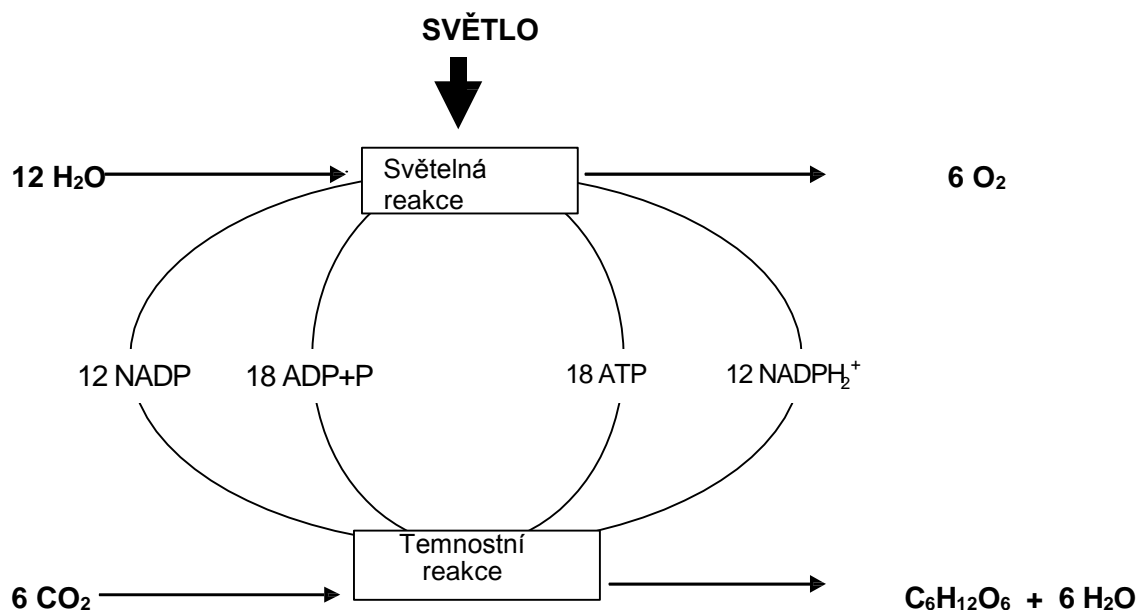 SVĚTLO
12 H₂O
Světelná
reakce
6 O₂
12 NADP
18 ADP+P
18 ATP
12 NADPH₂⁺
Temnostní
reakce
6 CO₂
C₆H₁₂O₆ + 6 H₂O